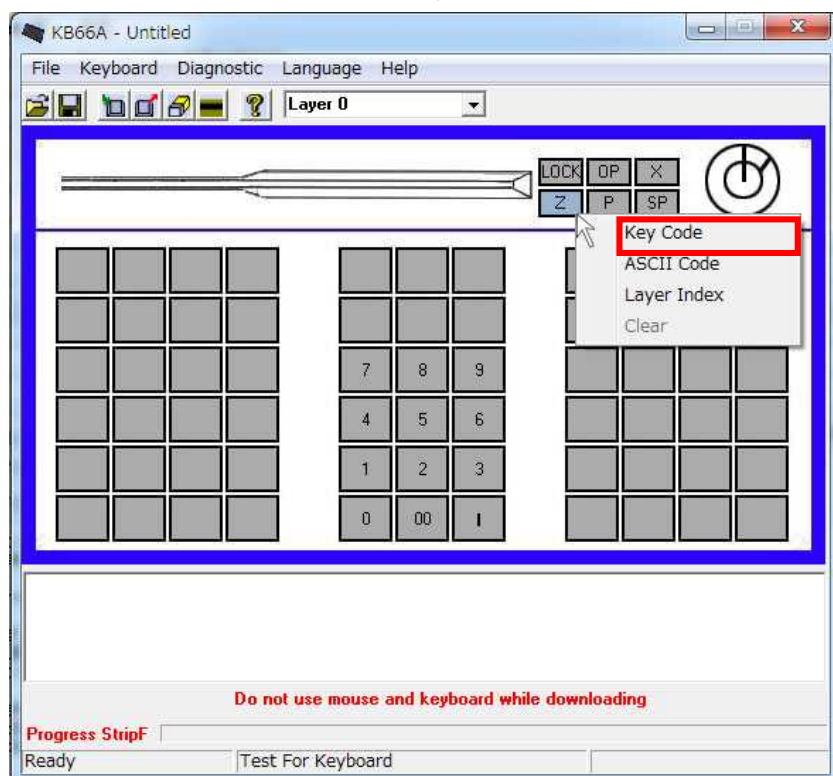 KB66A - Untitled
File Keyboard Diagnostic Language Help
Layer 0
LOCK OP X
Z P SP
Key Code
ASCII Code
Layer Index
Clear
7 8 9
4 5 6
1 2 3
0 00 .
Do not use mouse and keyboard while downloading
Progress StripF
Ready Test For Keyboard